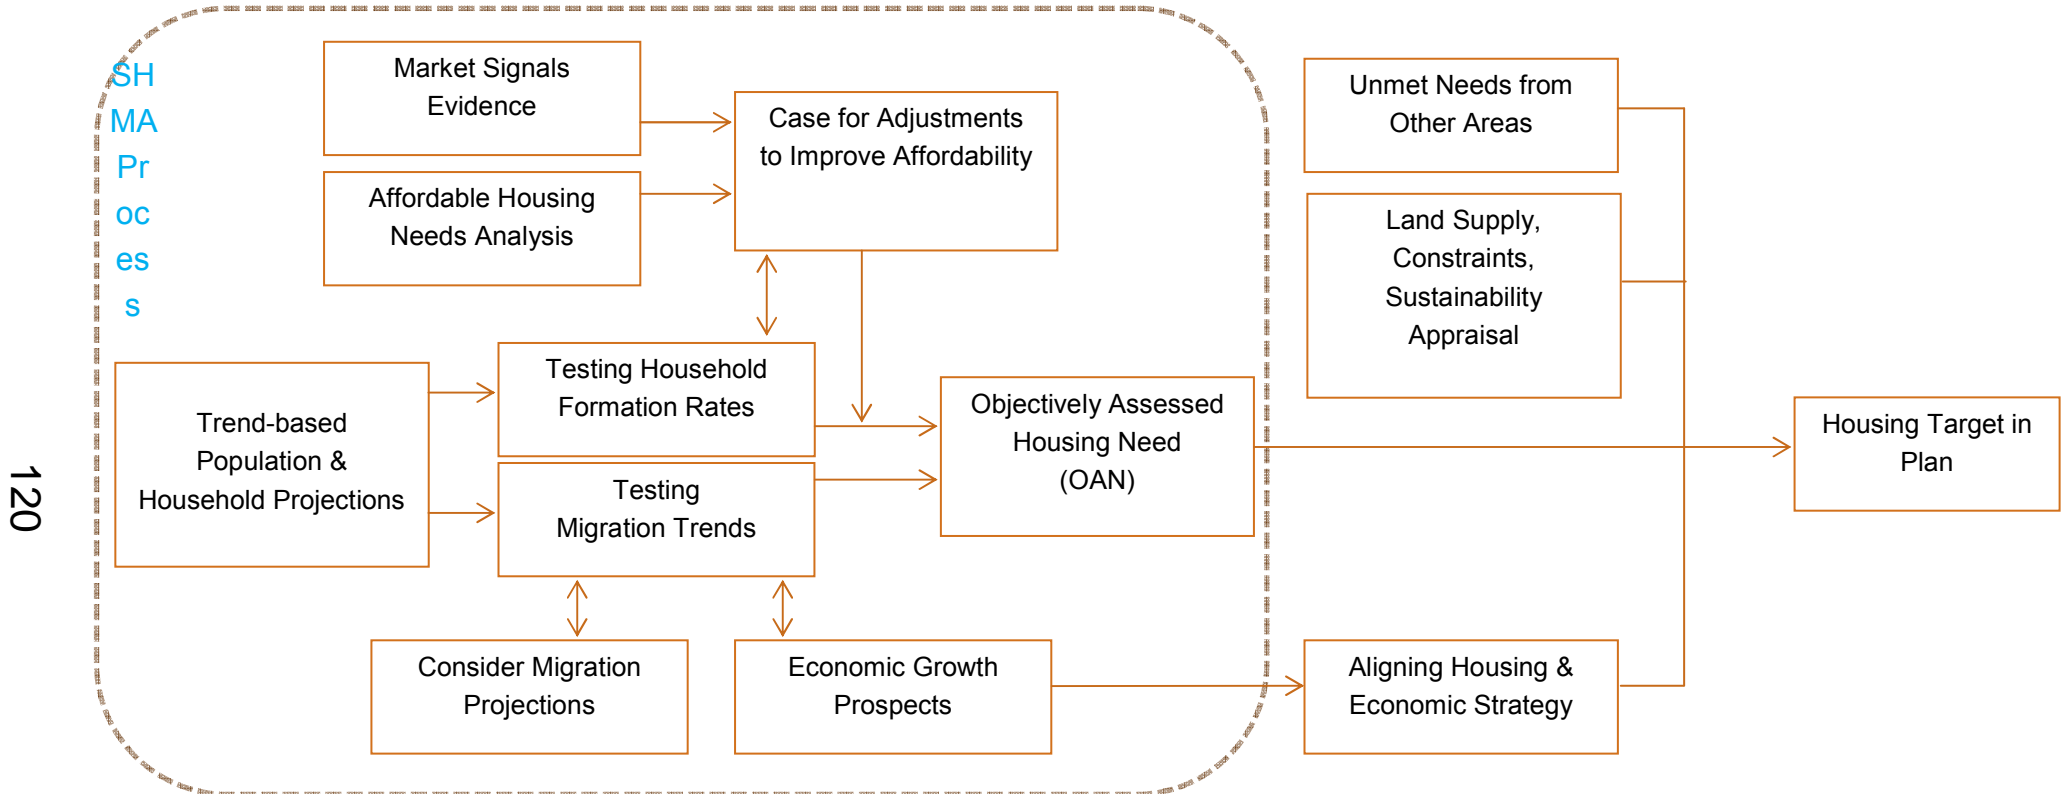 SH
MA
Pr
oc
es
s
Market Signals
Evidence
Affordable Housing
Needs Analysis
Case for Adjustments
to Improve Affordability
Trend-based
Population &
Household Projections
Testing Household
Formation Rates
Testing
Migration Trends
Objectively Assessed
Housing Need
(OAN)
Consider Migration
Projections
Economic Growth
Prospects
Unmet Needs from
Other Areas
Land Supply,
Constraints,
Sustainability
Appraisal
Aligning Housing &
Economic Strategy
Housing Target in
Plan
120